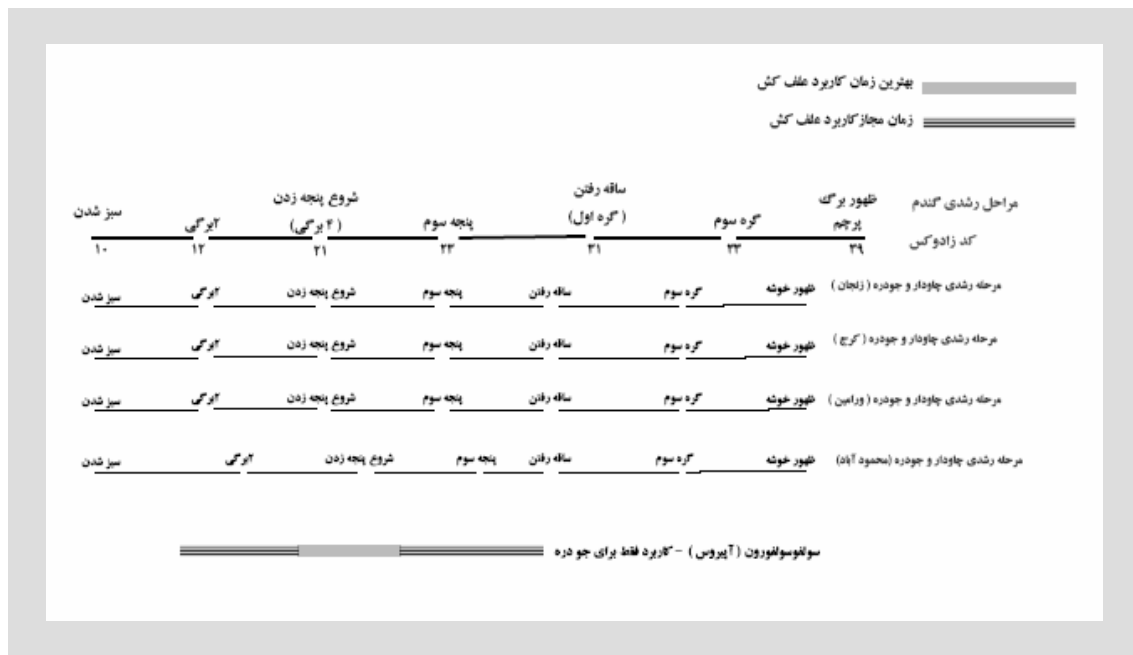 بهترین زمان کاربرد علف کش
زمان مجاز کاربرد علف کش
مراحل رشدی گندم
سبز شدن ۲برگی شروع پنجه زدن (۴ برگی) پنجه سوم ساقه رفتن (گره اول) گره سوم ظهور برگ پرچم
کد زادوکس
۱۰ ۱۲ ۲۱ ۲۳ ۳۱ ۳۳ ۳۹
مرحله رشدی چاودار و جودره (زنجان) ظهور خوشه گره سوم ساقه رفتن پنجه سوم شروع پنجه زدن ۲برگی سبز شدن
مرحله رشدی چاودار و جودره (کرج) ظهور خوشه گره سوم ساقه رفتن پنجه سوم شروع پنجه زدن ۲برگی سبز شدن
مرحله رشدی چاودار و جودره (ورامین) ظهور خوشه گره سوم ساقه رفتن پنجه سوم شروع پنجه زدن ۲برگی سبز شدن
مرحله رشدی چاودار و جودره (محمود آباد) ظهور خوشه گره سوم ساقه رفتن پنجه سوم شروع پنجه زدن ۲برگی سبز شدن
سولفوسولفورون (آپیروس) - کاربرد فقط برای جو دره